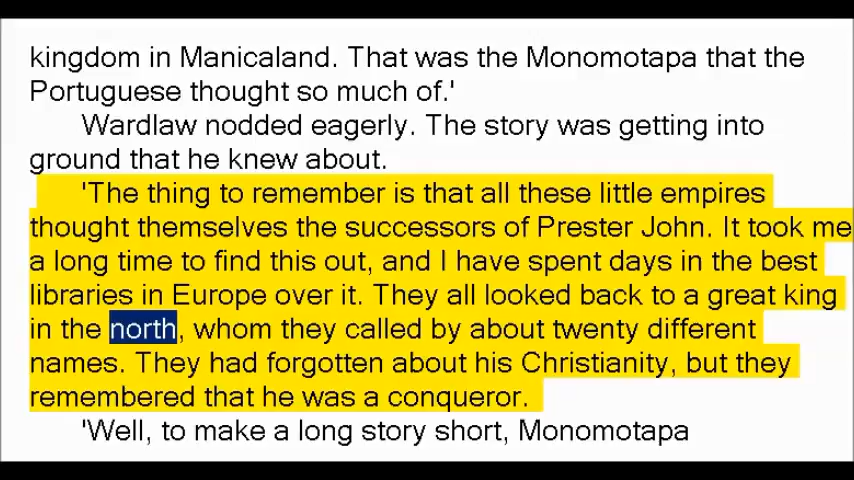 kingdom in Manicaland. That was the Monomotapa that the
Portuguese thought so much of.'
Wardlaw nodded eagerly. The story was getting into
ground that he knew about.
'The thing to remember is that all these little empires
thought themselves the successors of Prester John. It took me
a long time to find this out, and I have spent days in the best
libraries in Europe over it. They all looked back to a great king
in the north, whom they called by about twenty different
names. They had forgotten about his Christianity, but they
remembered that he was a conqueror.
'Well, to make a long story short, Monomotapa